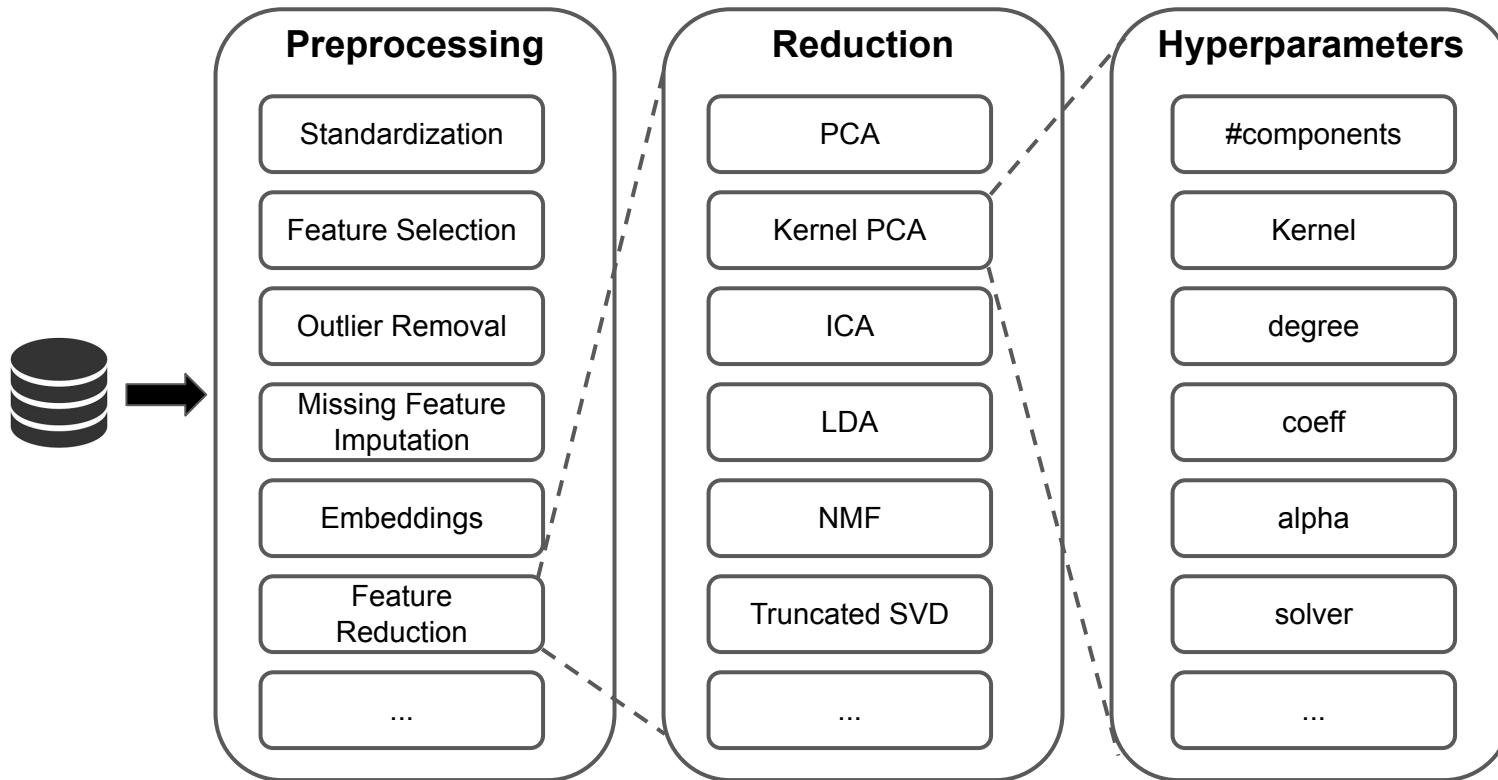 Preprocessing
Standardization
Feature Selection
Outlier Removal
Missing Feature
Imputation
Embeddings
Feature
Reduction
...
Reduction
PCA
Kernel PCA
ICA
LDA
NMF
Truncated SVD
...
Hyperparameters
#components
Kernel
degree
coeff
alpha
solver
...